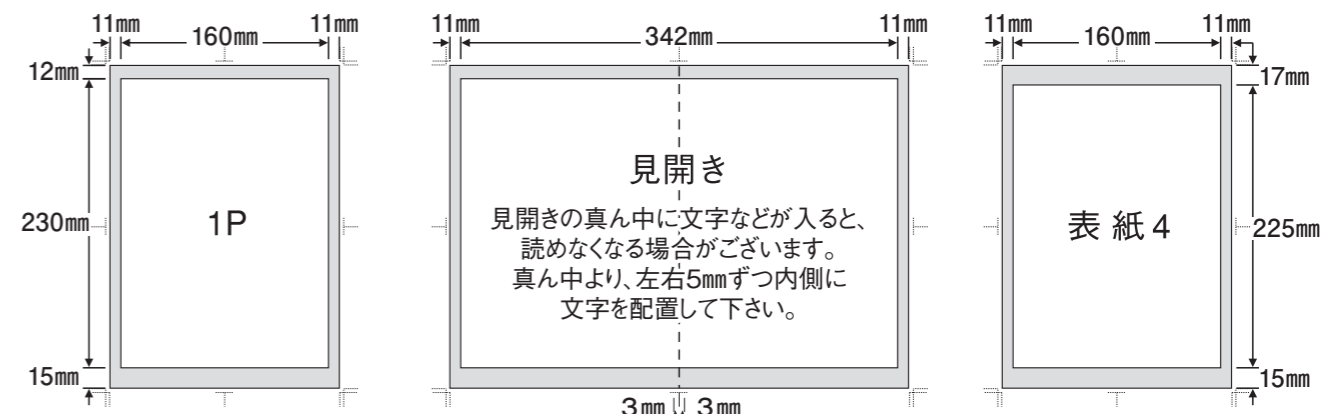 11㎜
160㎜
11㎜
12㎜
230㎜
1P
15㎜
11㎜
342㎜
11㎜
見開き
見開きの真ん中に文字などが入ると、
読めなくなる場合がございます。
真ん中より、左右5㎜ずつ内側に
文字を配置して下さい。
3㎜
3㎜
11㎜
160㎜
11㎜
17㎜
表紙4
225㎜
15㎜